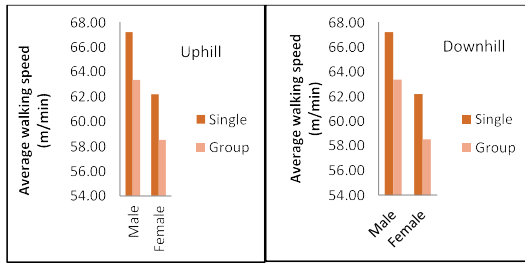 Average walking speed
(m/min)
68.00
66.00
64.00
62.00
60.00
58.00
56.00
54.00
Uphill
Single
Group
Male
Female
Average walking speed
(m/min)
68.00
66.00
64.00
62.00
60.00
58.00
56.00
54.00
Downhill
Single
Group
Male
Female